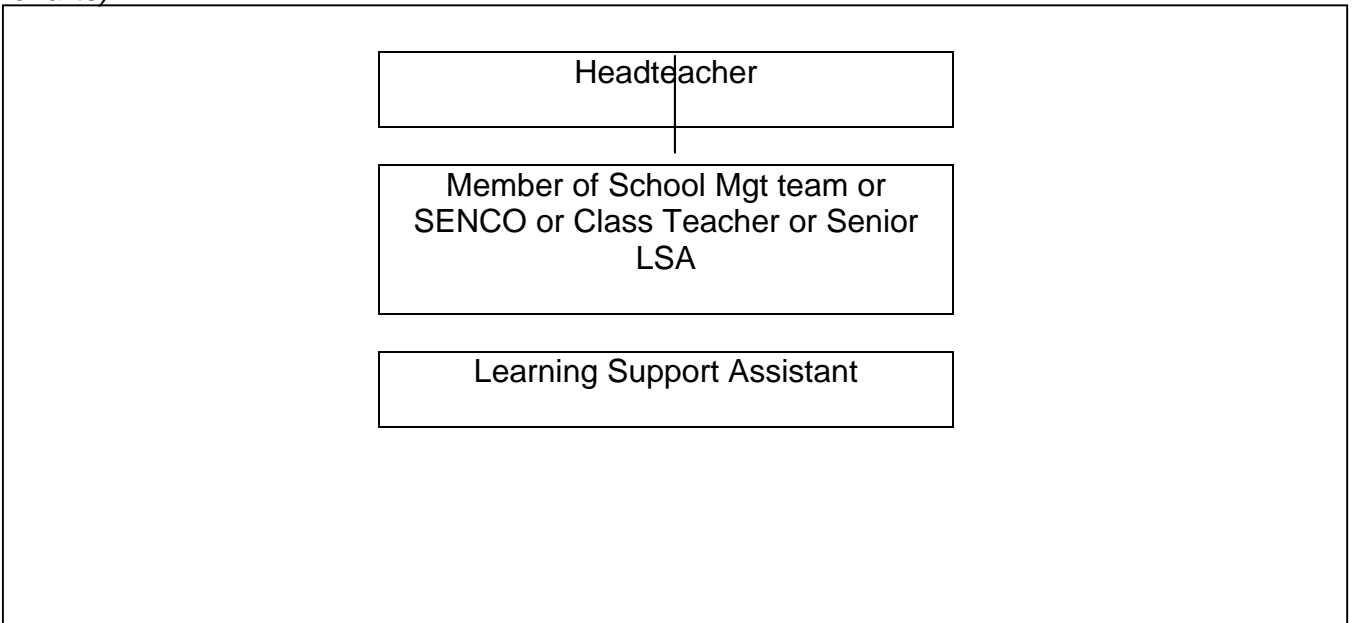 Headteacher
Member of School Mgt team or
SENCO or Class Teacher or Senior
LSA
Learning Support Assistant